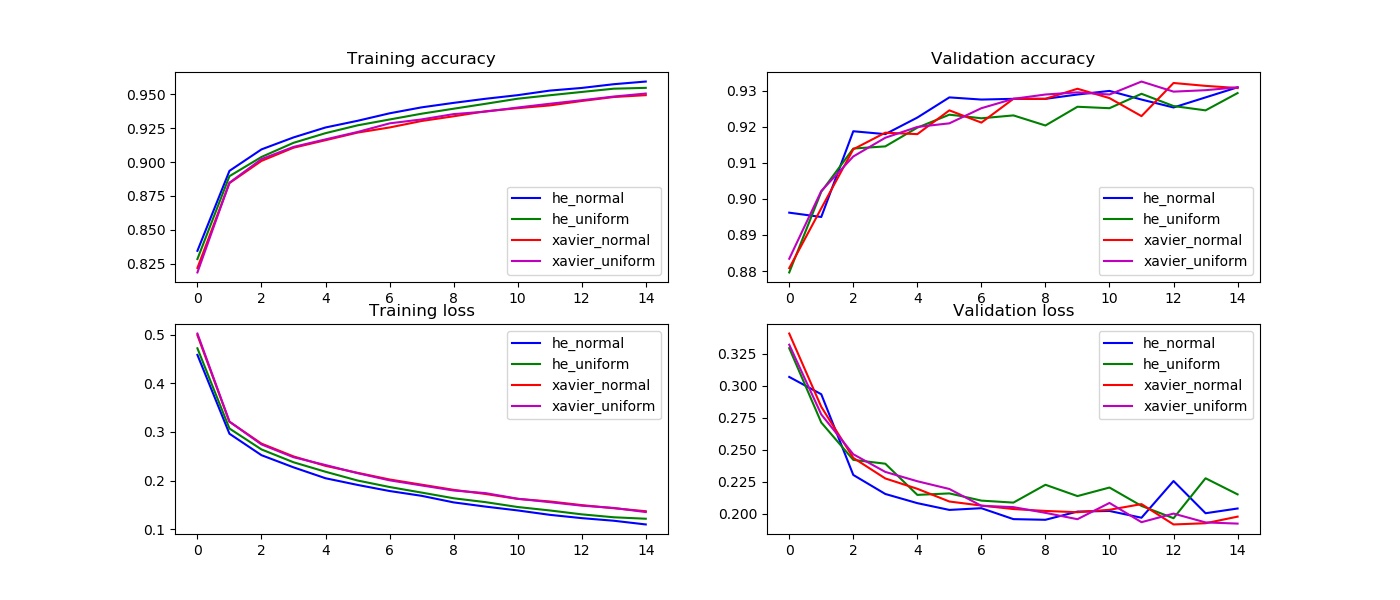 Training accuracy
0.950
0.925
0.900
0.875
0.850
0.825
he_normal
he_uniform
xavier_normal
xavier_uniform
0 2 4 6 8 10 12 14
Validation accuracy
0.93
0.92
0.91
0.90
0.89
0.88
he_normal
he_uniform
xavier_normal
xavier_uniform
0 2 4 6 8 10 12 14
Training loss
0.5
0.4
0.3
0.2
0.1
he_normal
he_uniform
xavier_normal
xavier_uniform
0 2 4 6 8 10 12 14
Validation loss
0.325
0.300
0.275
0.250
0.225
0.200
he_normal
he_uniform
xavier_normal
xavier_uniform
0 2 4 6 8 10 12 14